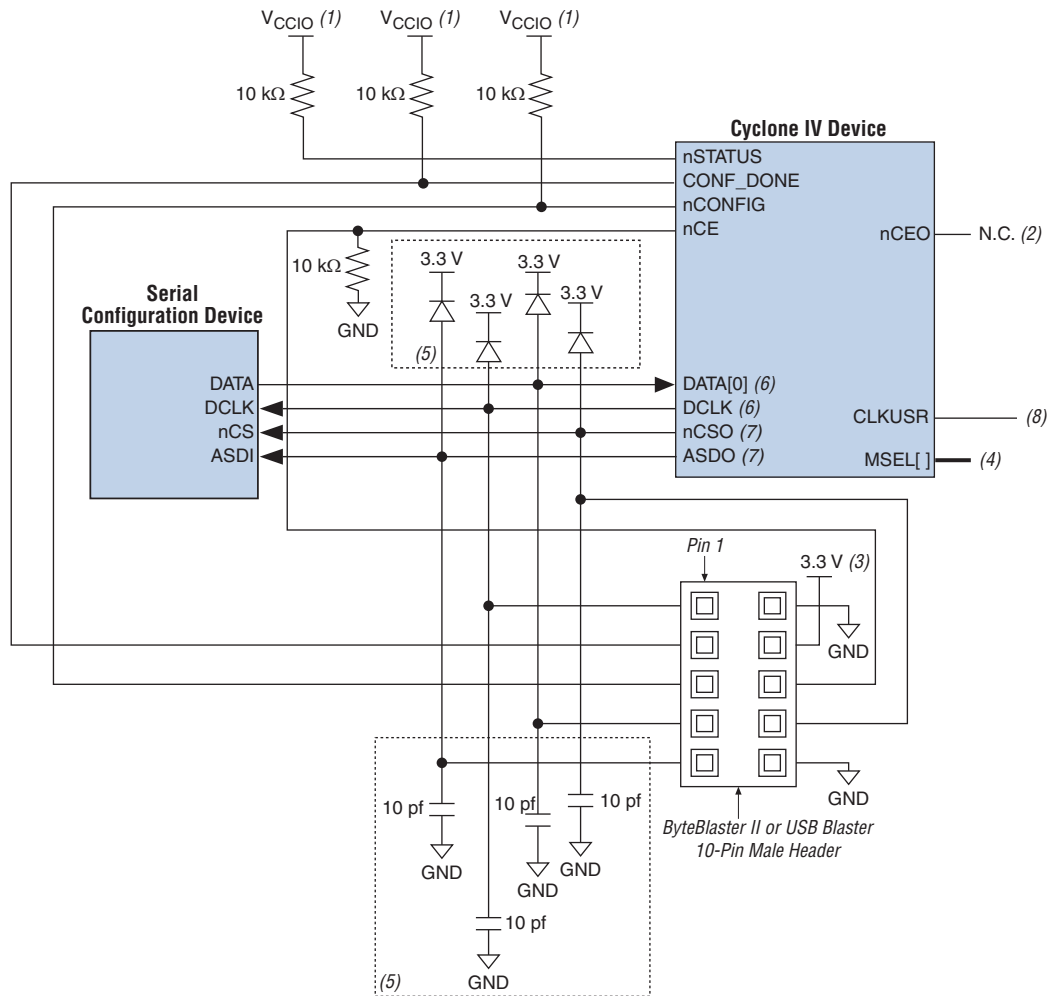 VCCIO (1) VCCIO (1) VCCIO (1)
10 kΩ 10 kΩ 10 kΩ
Cyclone IV Device
nSTATUS
CONF_DONE
nCONFIG
nCE
nCEO N.C. (2)
10 kΩ
GND
3.3 V 3.3 V
3.3 V 3.3 V
(5)
Serial
Configuration Device
DATA
DCLK
nCS
ASDI
DATA[0] (6)
DCLK (6)
nCSO (7)
ASDO (7)
CLKUSR (8)
MSEL[ ] (4)
Pin 1
3.3 V (3)
GND
GND
10 pf 10 pf 10 pf
GND GND GND
10 pf
GND
(5)
ByteBlaster II or USB Blaster
10-Pin Male Header